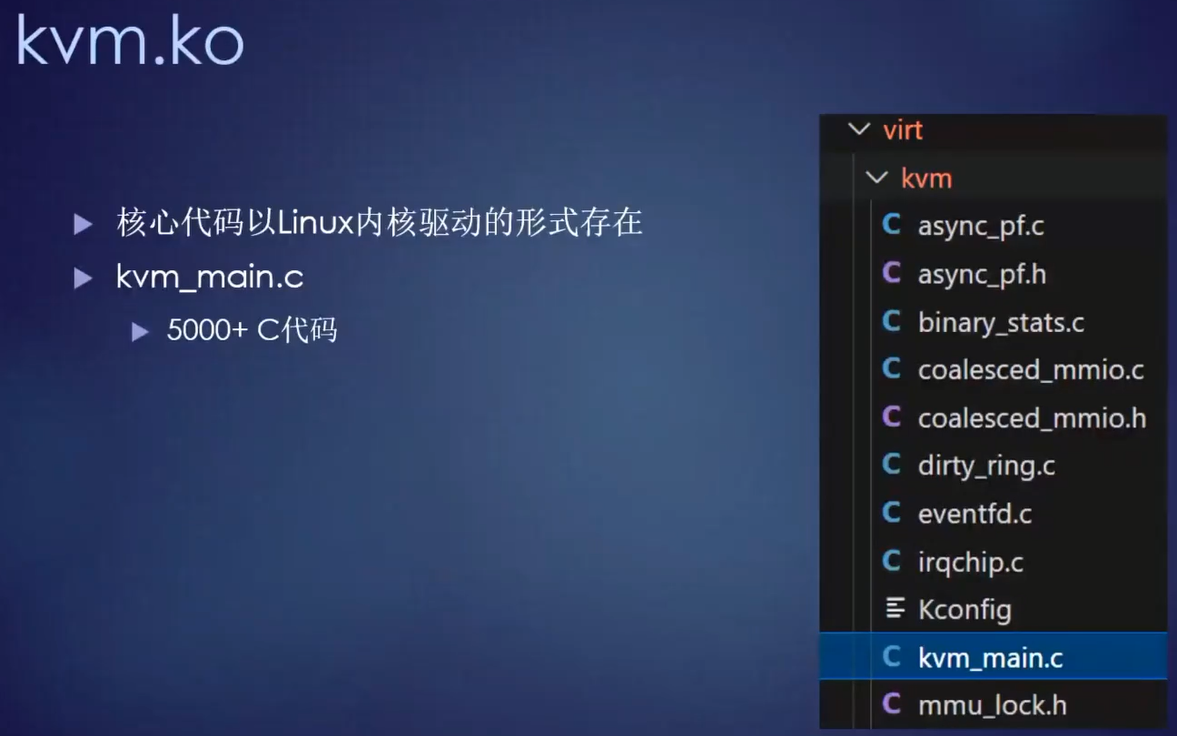 kvm.ko
核心代码以Linux内核驱动的形式存在
kvm_main.c
5000+ C代码
virt
kvm
C async_pf.c
C async_pf.h
C binary_stats.c
C coalesced_mmio.c
C coalesced_mmio.h
C dirty_ring.c
C eventfd.c
C irqchip.c
Kconfig
C kvm_main.c
C mmu_lock.h